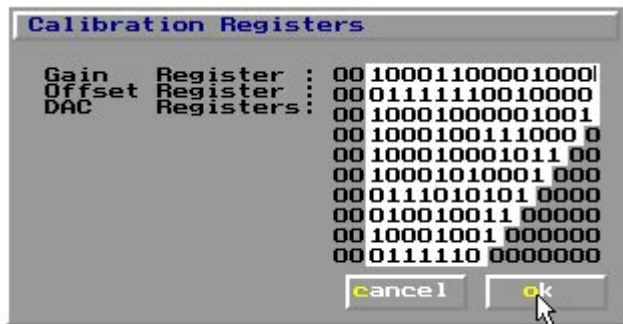 Calibration Registers
Gain Register : 00 10001100001000
Offset Register : 00 01111110010000
DAC Registers: 00 10001000001001
00 1000100111000 0
00 100010001011 00
00 10001010001 000
00 0111010101 0000
00 010010011 00000
00 10001001 000000
00 0111110 0000000
cancel ok